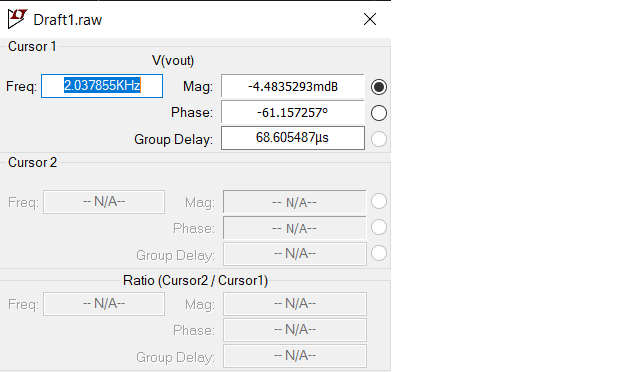 Draft1.raw
Cursor 1
V(vout)
Freq: 2.037855KHz Mag: -4.4835293mdB
Phase: -61.157257º
Group Delay: 68.605487µs
Cursor 2
Freq: -- N/A-- Mag: -- N/A--
Phase: -- N/A--
Group Delay: -- N/A--
Ratio (Cursor2 / Cursor1)
Freq: -- N/A-- Mag: -- N/A--
Phase: -- N/A--
Group Delay: -- N/A--